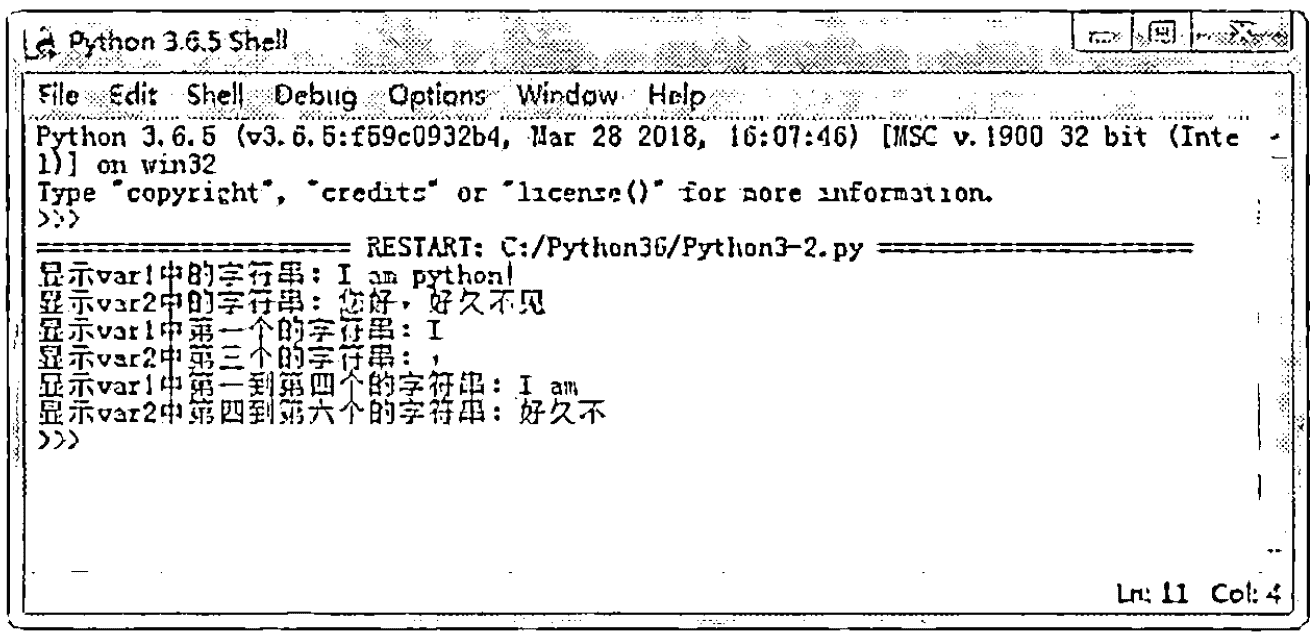 Python 3.6.5 Shell
File Edit Shell Debug Options Window Help
Python 3.6.5 (v3.6.5:f59c0932b4, Mar 28 2018, 16:07:46) [MSC v.1900 32 bit (Inte
l)] on win32
Type "copyright", "credits" or "license()" for more information.
>>>
==================== RESTART: C:/Python36/Python3-2.py ====================
显示var1中的字符串：I am python!
显示var2中的字符串：您好，好久不见
显示var1中第一个的字符串：I
显示var2中第三个的字符串：，
显示var1中第一到第四个的字符串：I am
显示var2中第四到第六个的字符串：好久不
>>>
Ln: 11 Col: 4